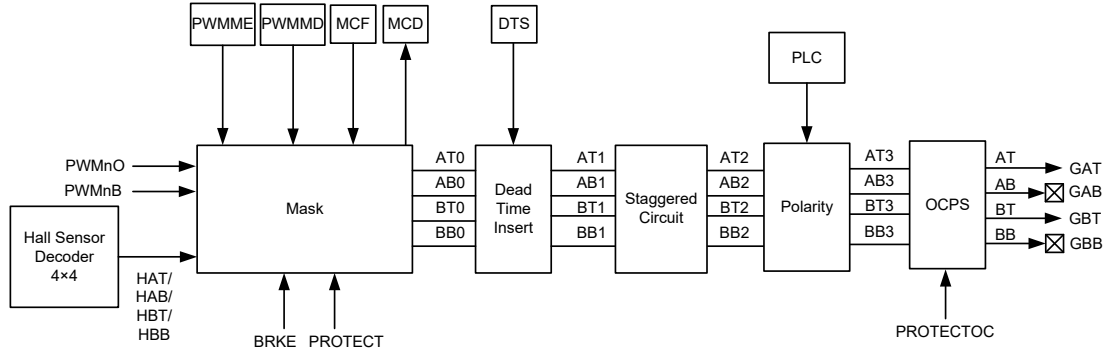 PWMME
PWMMD
MCF
MCD
DTS
PLC
PWMnO
PWMnB
Hall Sensor
Decoder
4×4
HAT/
HAB/
HBT/
HBB
Mask
BRKE
PROTECT
AT0
AB0
BT0
BB0
Dead
Time
Insert
AT1
AB1
BT1
BB1
Staggered
Circuit
AT2
AB2
BT2
BB2
Polarity
AT3
AB3
BT3
BB3
OCPS
PROTECTOC
AT
AB
BT
BB
GAT
GAB
GBT
GBB